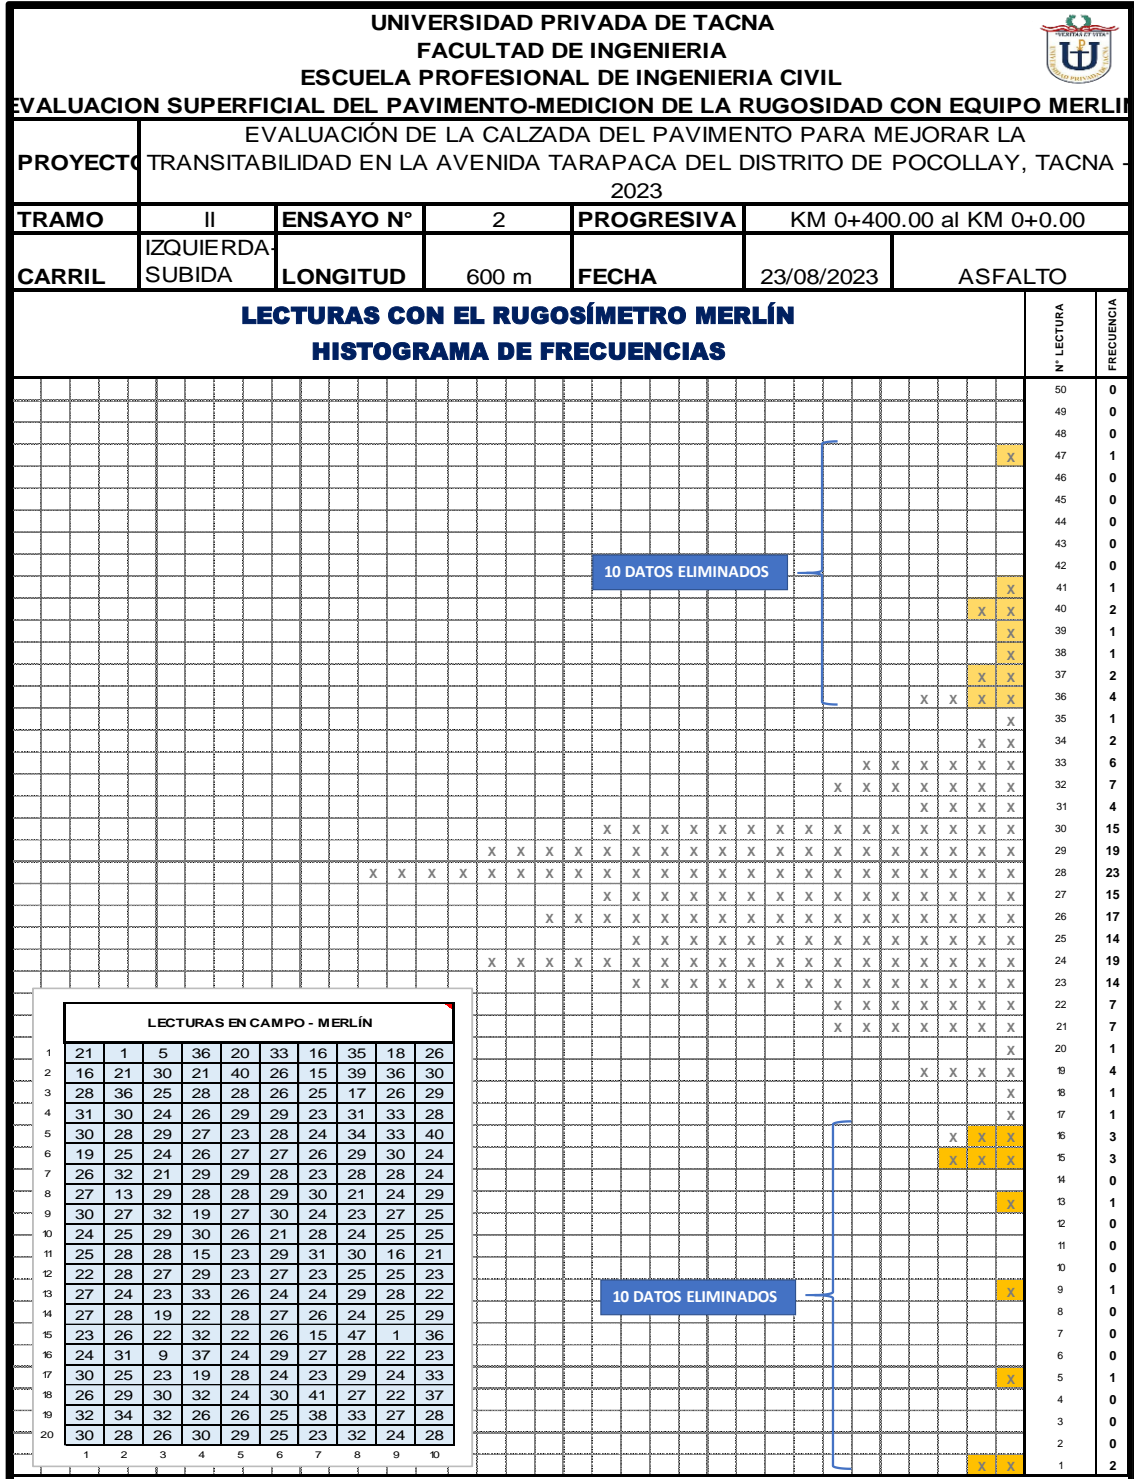 UNIVERSIDAD PRIVADA DE TACNA
FACULTAD DE INGENIERIA
ESCUELA PROFESIONAL DE INGENIERIA CIVIL
EVALUACION SUPERFICIAL DEL PAVIMENTO-MEDICION DE LA RUGOSIDAD CON EQUIPO MERLIN
PROYECTO
EVALUACIÓN DE LA CALZADA DEL PAVIMENTO PARA MEJORAR LA
TRANSITABILIDAD EN LA AVENIDA TARAPACA DEL DISTRITO DE POCOLLAY, TACNA -
2023
TRAMO II ENSAYO N° 2 PROGRESIVA KM 0+400.00 al KM 0+0.00
CARRIL IZQUIERDA-
SUBIDA LONGITUD 600 m FECHA 23/08/2023 ASFALTO
LECTURAS CON EL RUGOSÍMETRO MERLÍN
HISTOGRAMA DE FRECUENCIAS
N° LECTURA FRECUENCIA
50 0
49 0
48 0
X 47 1
46 0
45 0
44 0
43 0
42 0
10 DATOS ELIMINADOS
X 41 1
X X 40 2
X 39 1
X 38 1
X X 37 2
X X X X 36 4
X 35 1
X X 34 2
X X X X X X 33 6
X X X X X X X 32 7
X X X X 31 4
X X X X X X X X X X X X X X X 30 15
X X X X X X X X X X X X X X X X X X X 29 19
X X X X X X X X X X X X X X X X X X X X X X X 28 23
X X X X X X X X X X X X X X X 27 15
X X X X X X X X X X X X X X X X X 26 17
X X X X X X X X X X X X X X 25 14
X X X X X X X X X X X X X X X X X X X 24 19
X X X X X X X X X X X X X X 23 14
X X X X X X X 22 7
X X X X X X X 21 7
X 20 1
X X X X 19 4
X 18 1
X 17 1
X X X 16 3
X X X 15 3
14 0
X 13 1
12 0
11 0
10 0
10 DATOS ELIMINADOS
X 9 1
8 0
7 0
6 0
X 5 1
4 0
3 0
2 0
X X 1 2
LECTURAS EN CAMPO - MERLÍN
1 21 1 5 36 20 33 16 35 18 26
2 16 21 30 21 40 26 15 39 36 30
3 28 36 25 28 28 26 25 17 26 29
4 31 30 24 26 29 29 23 31 33 28
5 30 28 29 27 23 28 24 34 33 40
6 19 25 24 26 27 27 26 29 30 24
7 26 32 21 29 29 28 23 28 28 24
8 27 13 29 28 28 29 30 21 24 29
9 30 27 32 19 27 30 24 23 27 25
10 24 25 29 30 26 21 28 24 25 25
11 25 28 28 15 23 29 31 30 16 21
12 22 28 27 29 23 27 23 25 25 23
13 27 24 23 33 26 24 24 29 28 22
14 27 28 19 22 28 27 26 24 25 29
15 23 26 22 32 22 26 15 47 1 36
16 24 31 9 37 24 29 27 28 22 23
17 30 25 23 19 28 24 23 29 24 33
18 26 29 30 32 24 30 41 27 22 37
19 32 34 32 26 26 25 38 33 27 28
20 30 28 26 30 29 25 23 32 24 28
1 2 3 4 5 6 7 8 9 10